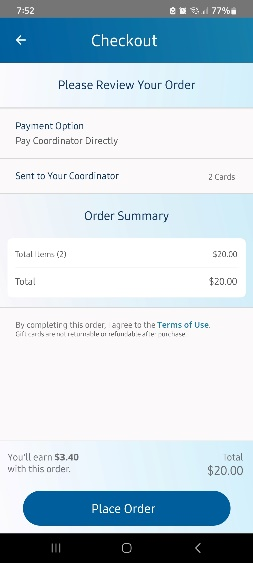 7:52
77%
Checkout
Please Review Your Order
Payment Option
Pay Coordinator Directly
Sent to Your Coordinator
2 Cards
Order Summary
Total Items (2)
$20.00
Total
$20.00
By completing this order, I agree to the Terms of Use.
Gift cards are not returnable or refundable after purchase
You'll earn $3.40
with this order.
Total
$20.00
Place Order